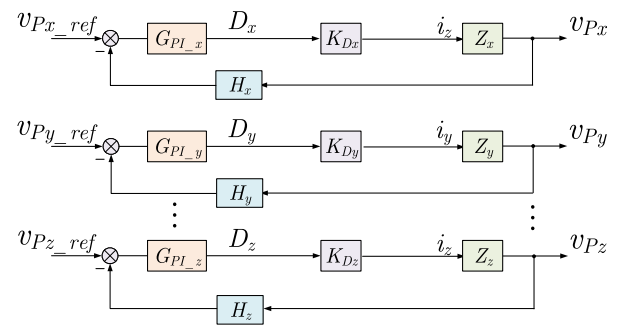 v_{Px_ref} − G_{PI_x} D_x K_{Dx} i_z Z_x v_{Px}
H_x
v_{Py_ref} − G_{PI_y} D_y K_{Dy} i_y Z_y v_{Py}
H_y
v_{Pz_ref} − G_{PI_z} D_z K_{Dz} i_z Z_z v_{Pz}
H_z